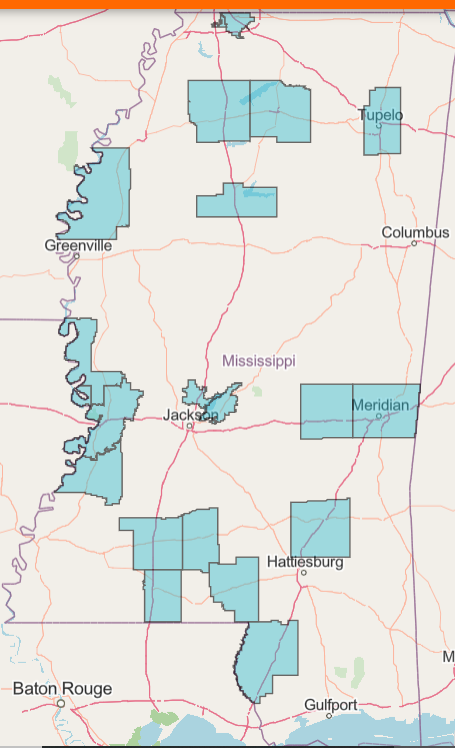 Tupelo
Columbus
Greenville
Mississippi
Meridian
Jackson
Hattiesburg
Baton Rouge
M
Gulfport